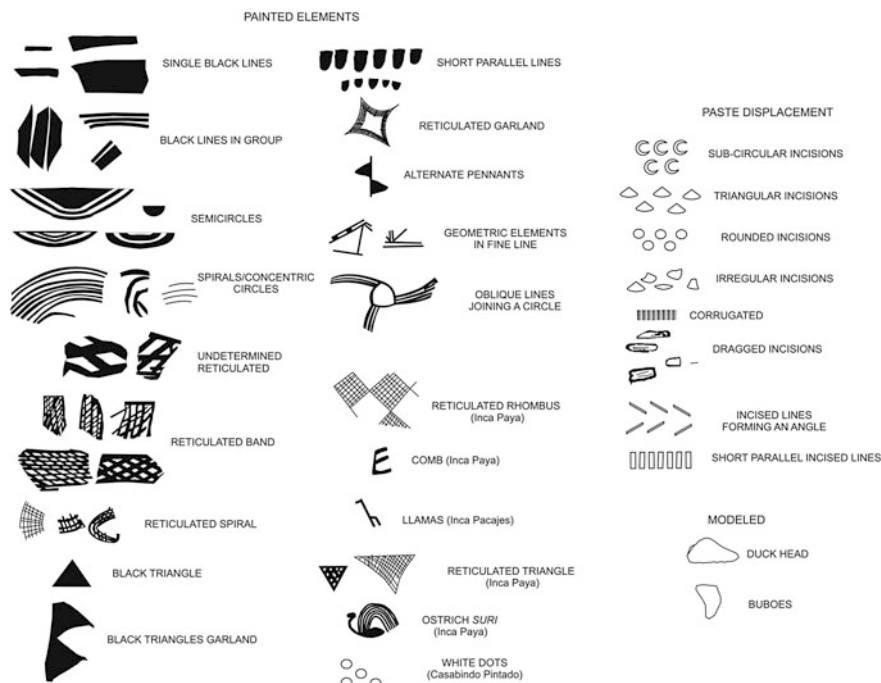 PAINTED ELEMENTS
SINGLE BLACK LINES
BLACK LINES IN GROUP
SEMICIRCLES
SPIRALS/CONCENTRIC
CIRCLES
UNDETERMINED
RETICULATED
RETICULATED BAND
RETICULATED SPIRAL
BLACK TRIANGLE
BLACK TRIANGLES GARLAND
SHORT PARALLEL LINES
RETICULATED GARLAND
ALTERNATE PENNANTS
GEOMETRIC ELEMENTS
IN FINE LINE
OBLIQUE LINES
JOINING A CIRCLE
RETICULATED RHOMBUS
(Inca Paya)
COMB (Inca Paya)
LLAMAS (Inca Pacajes)
RETICULATED TRIANGLE
(Inca Paya)
OSTRICH SURI
(Inca Paya)
WHITE DOTS
(Casabindo Pintado)
PASTE DISPLACEMENT
SUB-CIRCULAR INCISIONS
TRIANGULAR INCISIONS
ROUNDED INCISIONS
IRREGULAR INCISIONS
CORRUGATED
DRAGGED INCISIONS
INCISED LINES
FORMING AN ANGLE
SHORT PARALLEL INCISED LINES
MODELED
DUCK HEAD
BUBOES